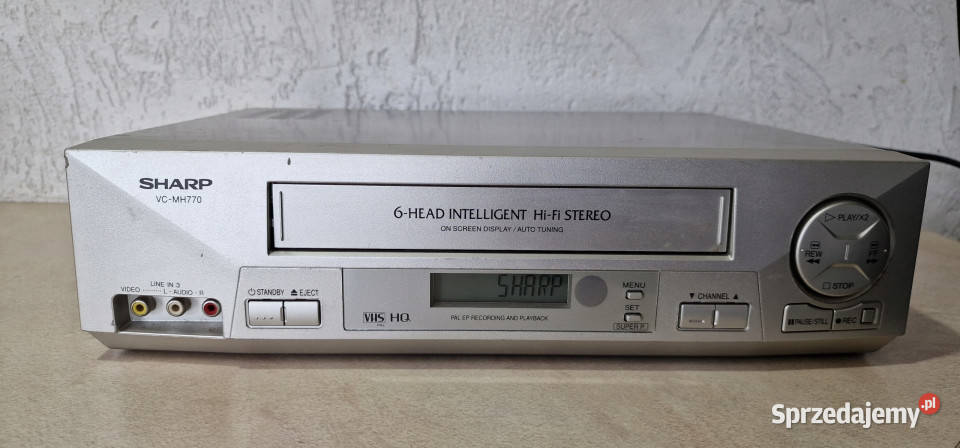 SHARP
VC-MH770
6-HEAD INTELLIGENT Hi-Fi STEREO
ON SCREEN DISPLAY / AUTO TUNING
PLAY/X2
REW
FF
STOP
LINE IN 3
VIDEO L - AUDIO - R
STANDBY EJECT
SHARP
MENU
SET
SUPER P.
CHANNEL
VHS HQ
PAL
PAL EP RECORDING AND PLAYBACK
PAUSE/STILL
REC
Sprzedajemy.pl